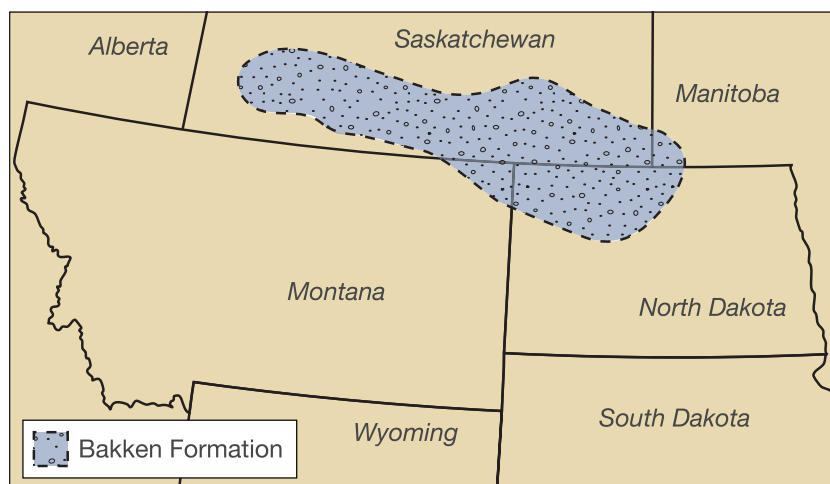 Alberta
Saskatchewan
Manitoba
Montana
North Dakota
South Dakota
Wyoming
Bakken Formation